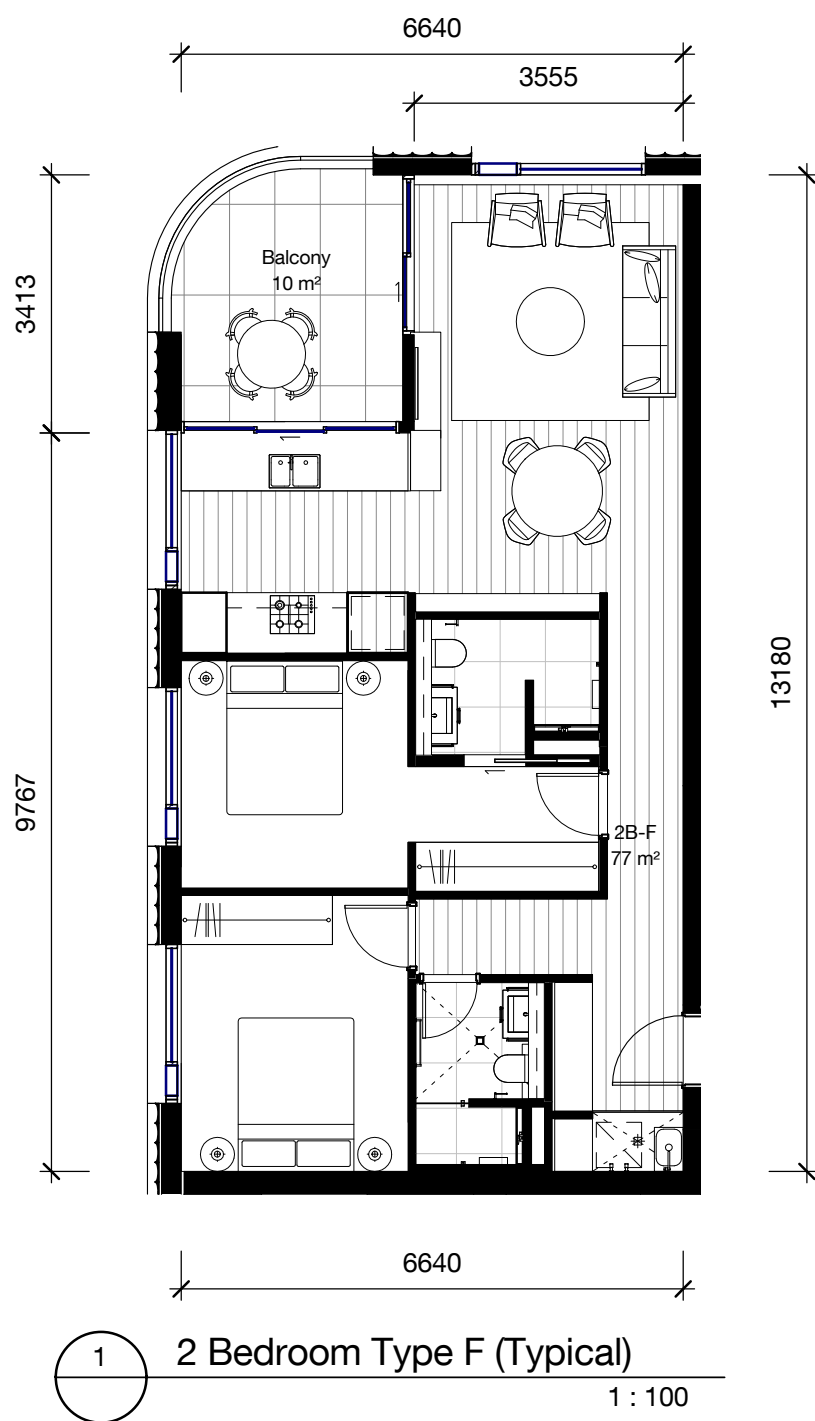 6640
3555
3413
Balcony
10 m²
13180
9767
2B-F
77 m²
6640
1
2 Bedroom Type F (Typical)
1 : 100